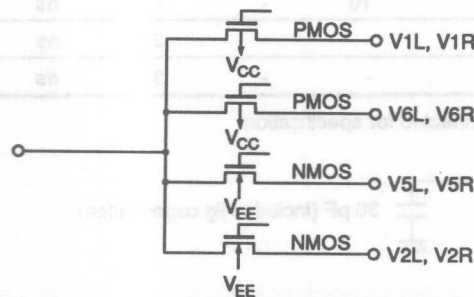 PMOS
V1L, V1R
VCC
PMOS
V6L, V6R
VCC
NMOS
V5L, V5R
VEE
NMOS
V2L, V2R
VEE